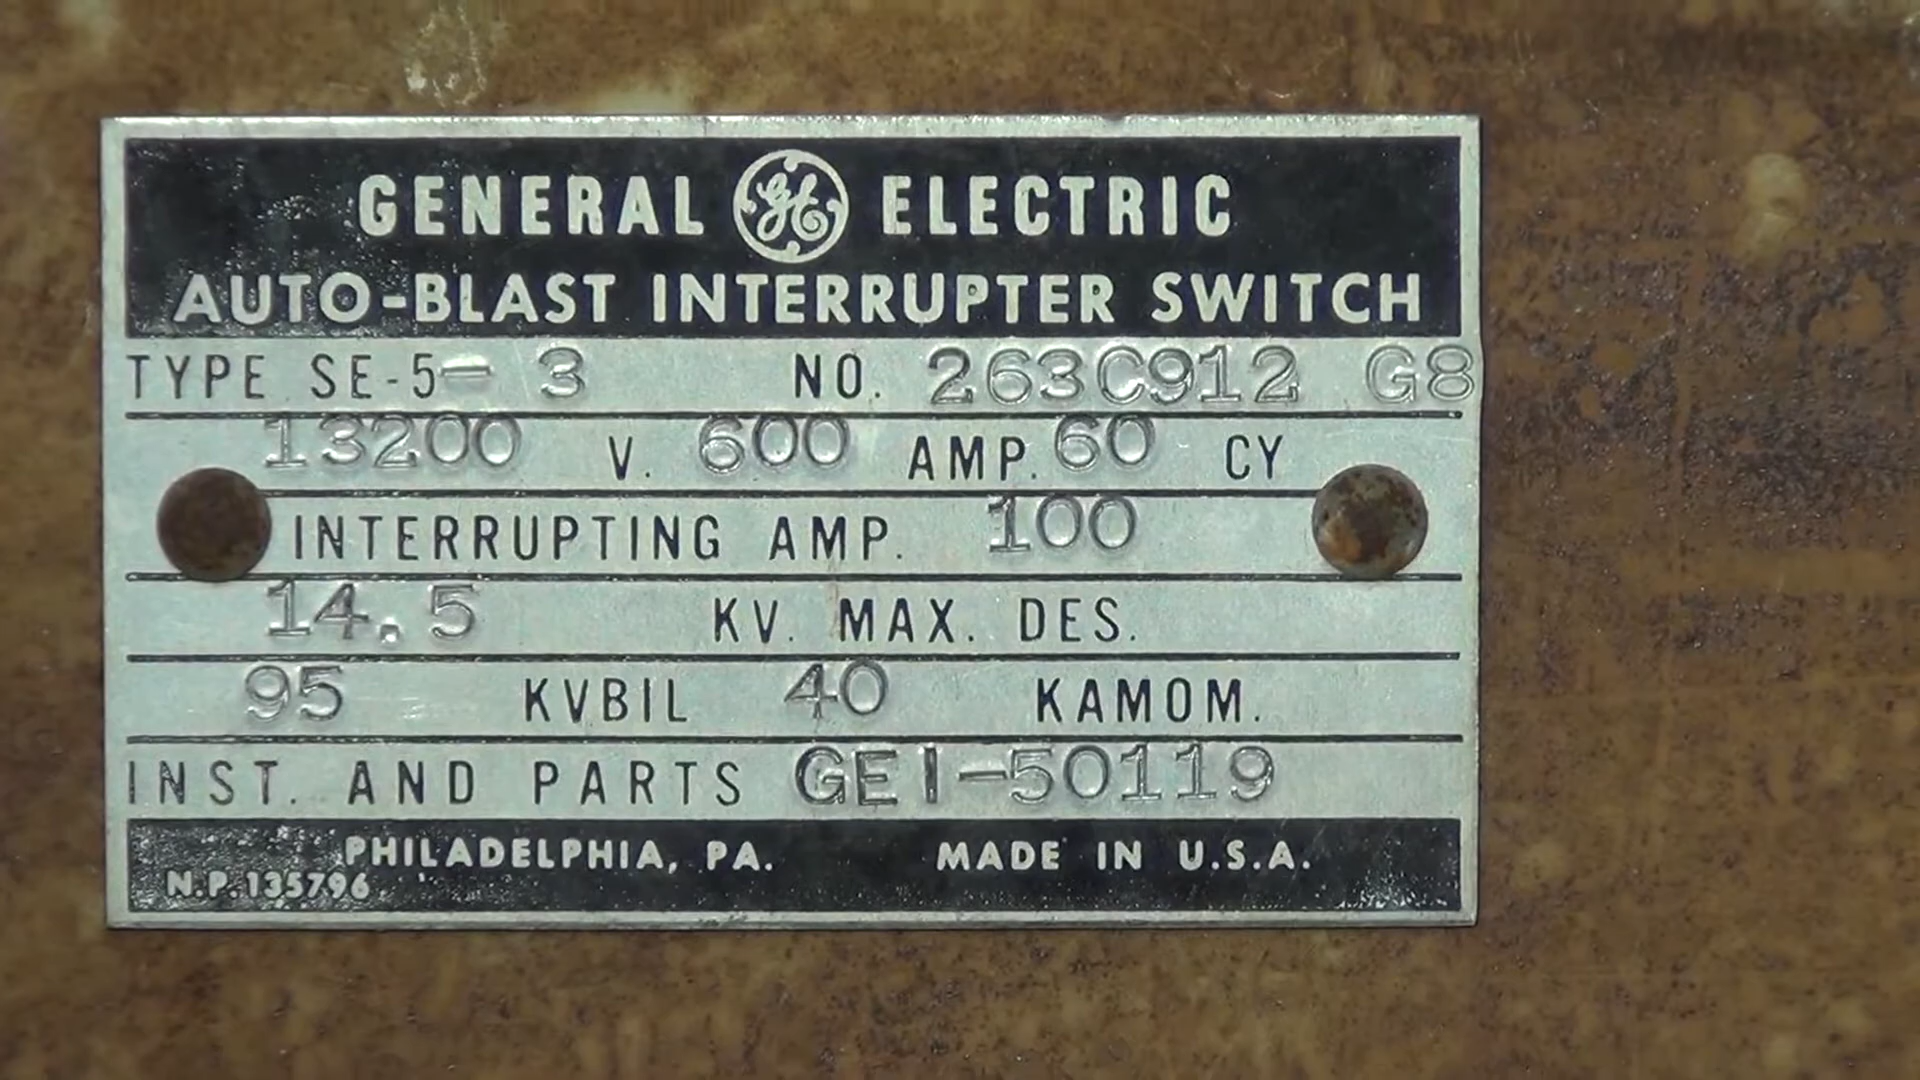 GENERAL GE ELECTRIC
AUTO-BLAST INTERRUPTER SWITCH
TYPE SE-5-3 NO. 263C912 G8
13200 V. 600 AMP. 60 CY
INTERRUPTING AMP. 100
14.5 KV. MAX. DES.
95 KVBIL 40 KAMOM.
INST. AND PARTS GEI-50119
PHILADELPHIA, PA. MADE IN U.S.A.
N.P.135796